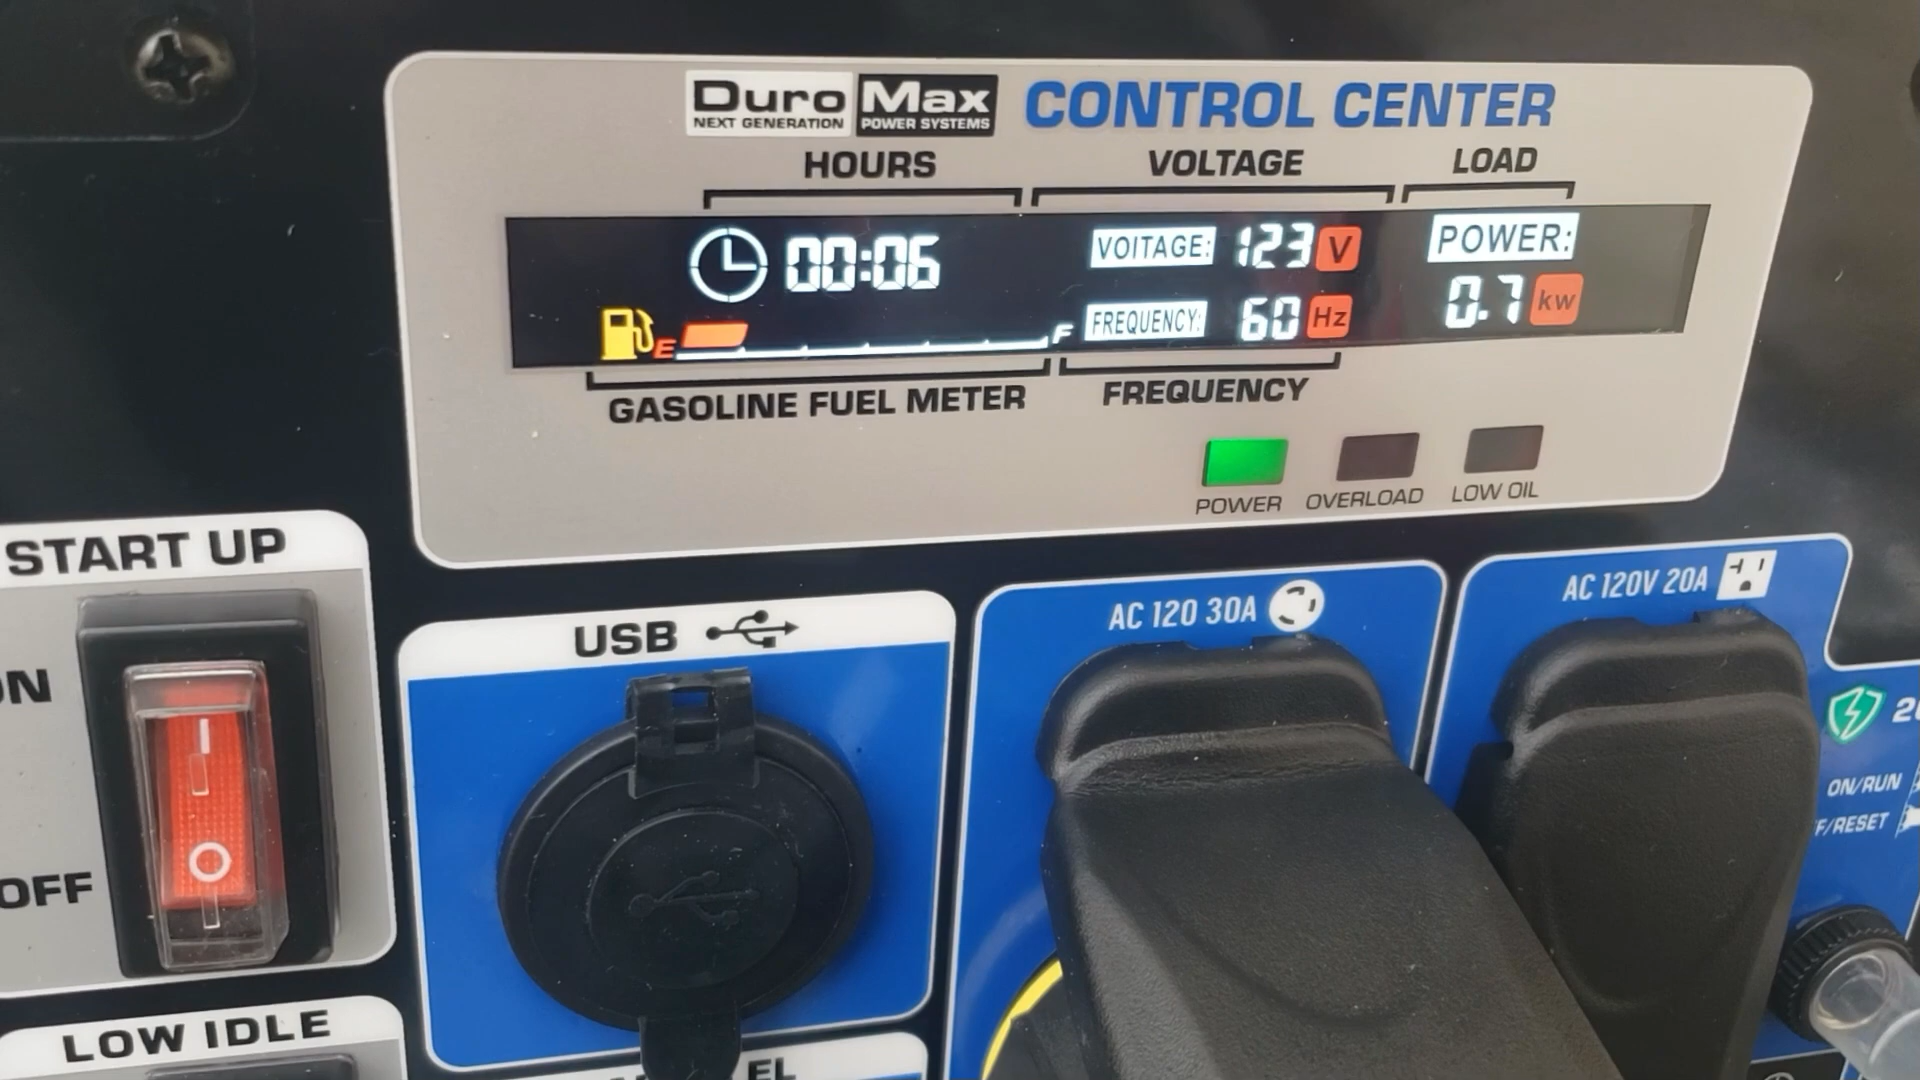 Duro Max CONTROL CENTER
NEXT GENERATION POWER SYSTEMS
HOURS VOLTAGE LOAD
00:06 VOITAGE: 123 V POWER:
E F FREQUENCY: 60 Hz 0.7 kw
GASOLINE FUEL METER FREQUENCY
POWER OVERLOAD LOW OIL
START UP
ON
OFF
USB
AC 120 30A
AC 120V 20A
ON/RUN
F/RESET
LOW IDLE
EL